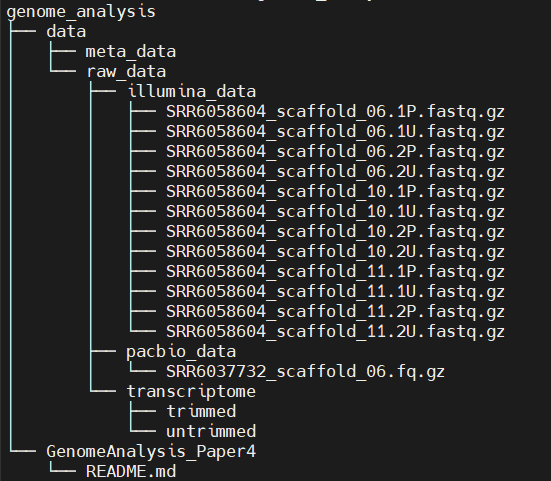 genome_analysis
├── data
│   ├── meta_data
│   └── raw_data
│       ├── illumina_data
│       │   ├── SRR6058604_scaffold_06.1P.fastq.gz
│       │   ├── SRR6058604_scaffold_06.1U.fastq.gz
│       │   ├── SRR6058604_scaffold_06.2P.fastq.gz
│       │   ├── SRR6058604_scaffold_06.2U.fastq.gz
│       │   ├── SRR6058604_scaffold_10.1P.fastq.gz
│       │   ├── SRR6058604_scaffold_10.1U.fastq.gz
│       │   ├── SRR6058604_scaffold_10.2P.fastq.gz
│       │   ├── SRR6058604_scaffold_10.2U.fastq.gz
│       │   ├── SRR6058604_scaffold_11.1P.fastq.gz
│       │   ├── SRR6058604_scaffold_11.1U.fastq.gz
│       │   ├── SRR6058604_scaffold_11.2P.fastq.gz
│       │   └── SRR6058604_scaffold_11.2U.fastq.gz
│       ├── pacbio_data
│       │   └── SRR6037732_scaffold_06.fq.gz
│       └── transcriptome
│           ├── trimmed
│           └── untrimmed
└── GenomeAnalysis_Paper4
    └── README.md